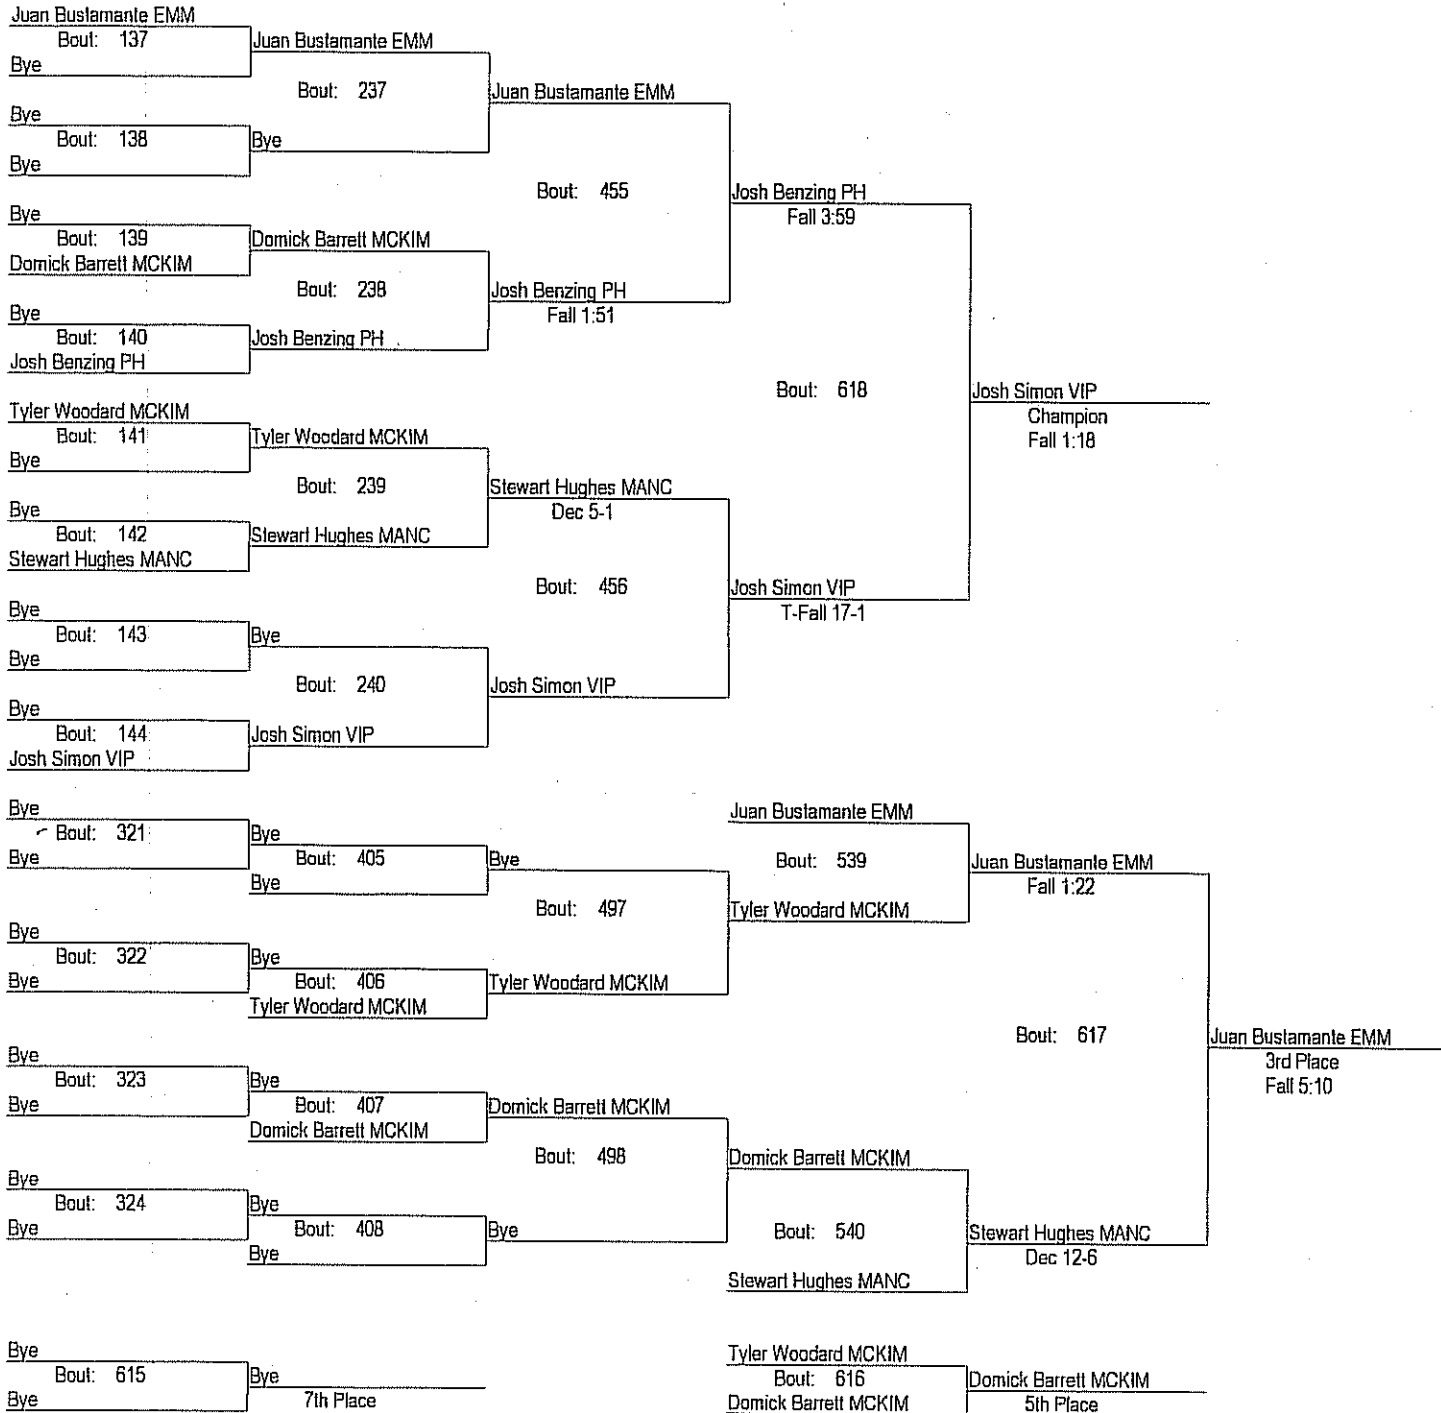 Juan Bustamante EMM
Bout: 137
Bye
Juan Bustamante EMM
Bout: 237
Juan Bustamante EMM
Bye
Bout: 138
Bye
Bye
Bout: 455
Josh Benzing PH
Fall 3:59
Bye
Bout: 139
Domick Barrett MCKIM
Domick Barrett MCKIM
Bout: 238
Josh Benzing PH
Fall 1:51
Bye
Bout: 140
Josh Benzing PH
Josh Benzing PH
Bout: 618
Josh Simon VIP
Champion
Fall 1:18
Tyler Woodard MCKIM
Bout: 141
Bye
Tyler Woodard MCKIM
Bout: 239
Stewart Hughes MANC
Dec 5-1
Bye
Bout: 142
Stewart Hughes MANC
Stewart Hughes MANC
Bout: 456
Josh Simon VIP
T-Fall 17-1
Bye
Bout: 143
Bye
Bye
Bout: 240
Josh Simon VIP
Bye
Bout: 144
Josh Simon VIP
Josh Simon VIP
Bye
Bout: 321
Bye
Bye
Bout: 405
Bye
Bye
Juan Bustamante EMM
Bout: 539
Juan Bustamante EMM
Fall 1:22
Bout: 497
Tyler Woodard MCKIM
Bye
Bout: 322
Bye
Bye
Bout: 406
Tyler Woodard MCKIM
Tyler Woodard MCKIM
Bout: 617
Juan Bustamante EMM
3rd Place
Fall 5:10
Bye
Bout: 323
Bye
Bye
Bout: 407
Domick Barrett MCKIM
Domick Barrett MCKIM
Bout: 498
Domick Barrett MCKIM
Bye
Bout: 324
Bye
Bye
Bout: 408
Bye
Bye
Bout: 540
Stewart Hughes MANC
Stewart Hughes MANC
Dec 12-6
Bye
Bout: 615
Bye
Bye
7th Place
Tyler Woodard MCKIM
Bout: 616
Domick Barrett MCKIM
Domick Barrett MCKIM
5th Place